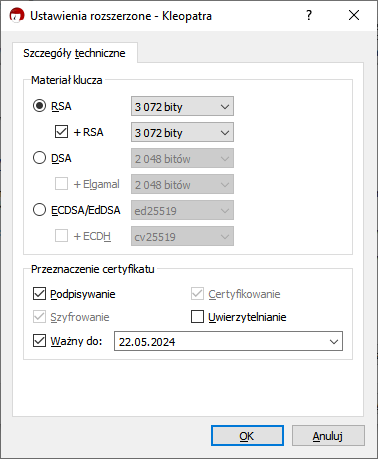 Ustawienia rozszerzone - Kleopatra
Szczegóły techniczne
Materiał klucza
RSA 3 072 bity
+ RSA 3 072 bity
DSA 2 048 bitów
+ Elgamal 2 048 bitów
ECDSA/EdDSA ed25519
+ ECDH cv25519
Przeznaczenie certyfikatu
Podpisywanie Certyfikowanie
Szyfrowanie Uwierzytelnianie
Ważny do: 22.05.2024
OK Anuluj